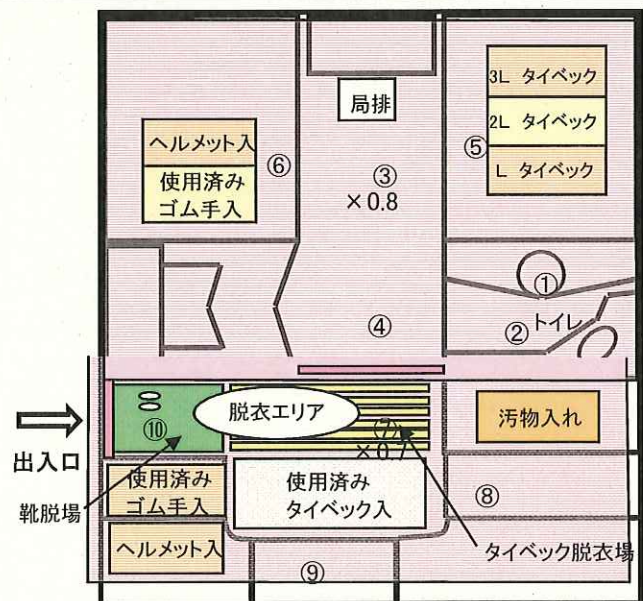 局排
3L タイベック
2L タイベック
L タイベック
ヘルメット入
使用済み
ゴム手入
⑥
③
×0.8
⑤
①
②
トイレ
④
脱衣エリア
⑩
⑦
×0.7
汚物入れ
出入口
靴脱場
使用済み
ゴム手入
使用済み
タイベック入
⑧
ヘルメット入
タイベック脱衣場
⑨